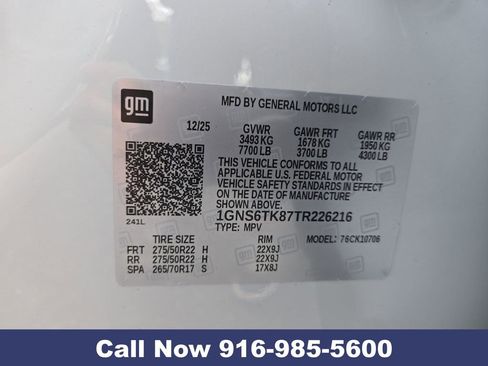 gm
MFD BY GENERAL MOTORS LLC
12/25 GVWR GAWR FRT GAWR RR
3493 KG 1678 KG 1950 KG
7700 LB 3700 LB 4300 LB
THIS VEHICLE CONFORMS TO ALL
APPLICABLE U.S. FEDERAL MOTOR
VEHICLE SAFETY STANDARDS IN EFFECT
ON THE DATE OF MANUFACTURE
SHOWN ABOVE.
1GNS6TK87TR226216
241L
TYPE: MPV MODEL: 76CK10706
TIRE SIZE RIM
FRT 275/50R22 H 22X9J
RR 275/50R22 H 22X9J
SPA 265/70R17 S 17X8J
Call Now 916-985-5600